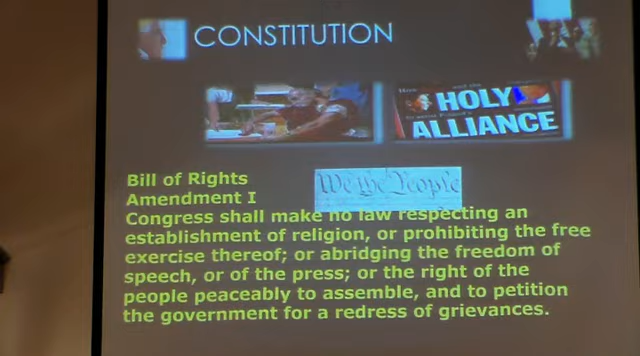 CONSTITUTION
HOLY
ALLIANCE
We the People
Bill of Rights
Amendment I
Congress shall make no law respecting an
establishment of religion, or prohibiting the free
exercise thereof; or abridging the freedom of
speech, or of the press; or the right of the
people peaceably to assemble, and to petition
the government for a redress of grievances.